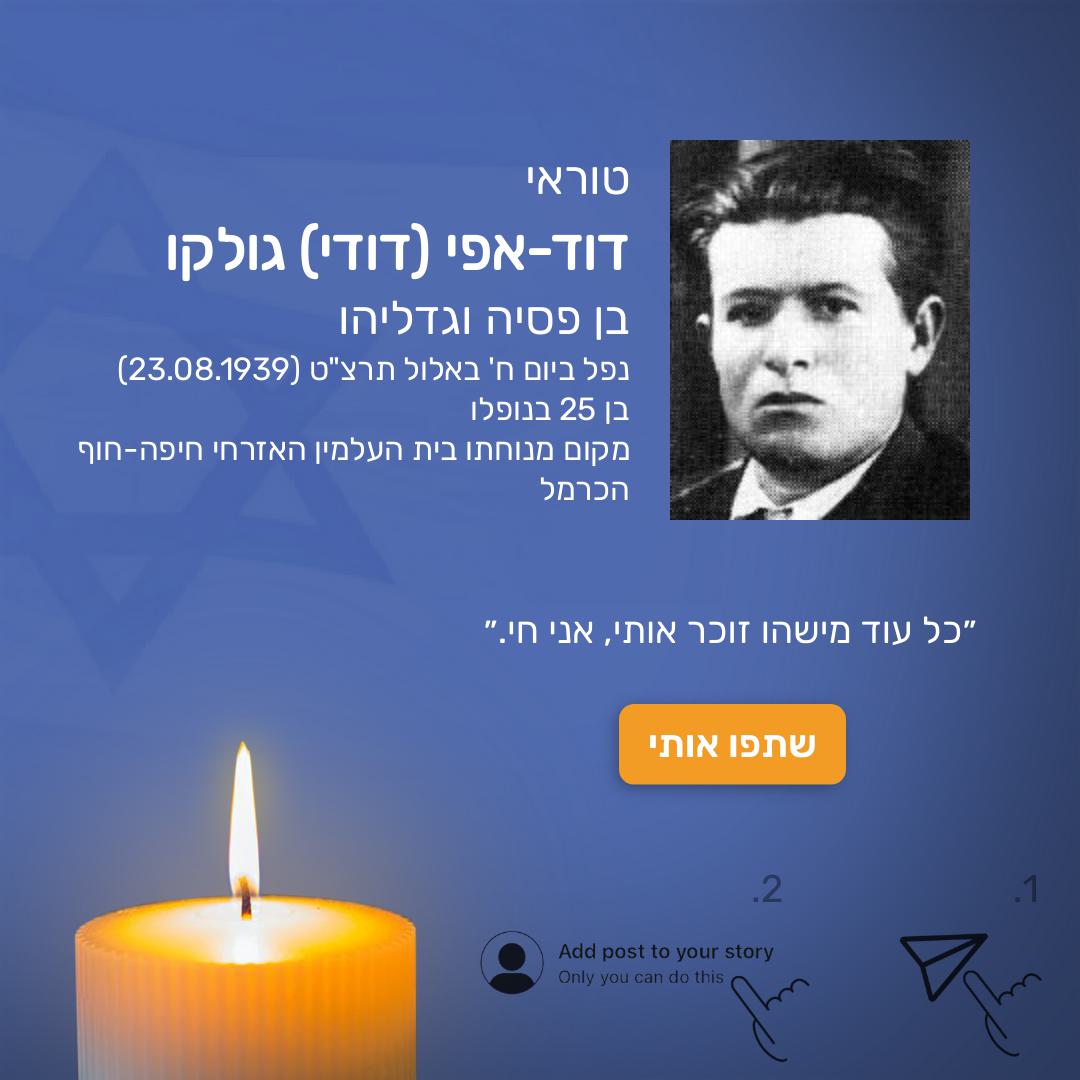 טוראי
דוד-אפי (דודי) גולקו
בן פסיה וגדליהו
נפל ביום ח' באלול תרצ"ט (23.08.1939)
בן 25 בנופלו
מקום מנוחתו בית העלמין האזרחי חיפה-חוף
הכרמל
״כל עוד מישהו זוכר אותי, אני חי.״
שתפו אותי
.1
.2
Add post to your story
Only you can do this